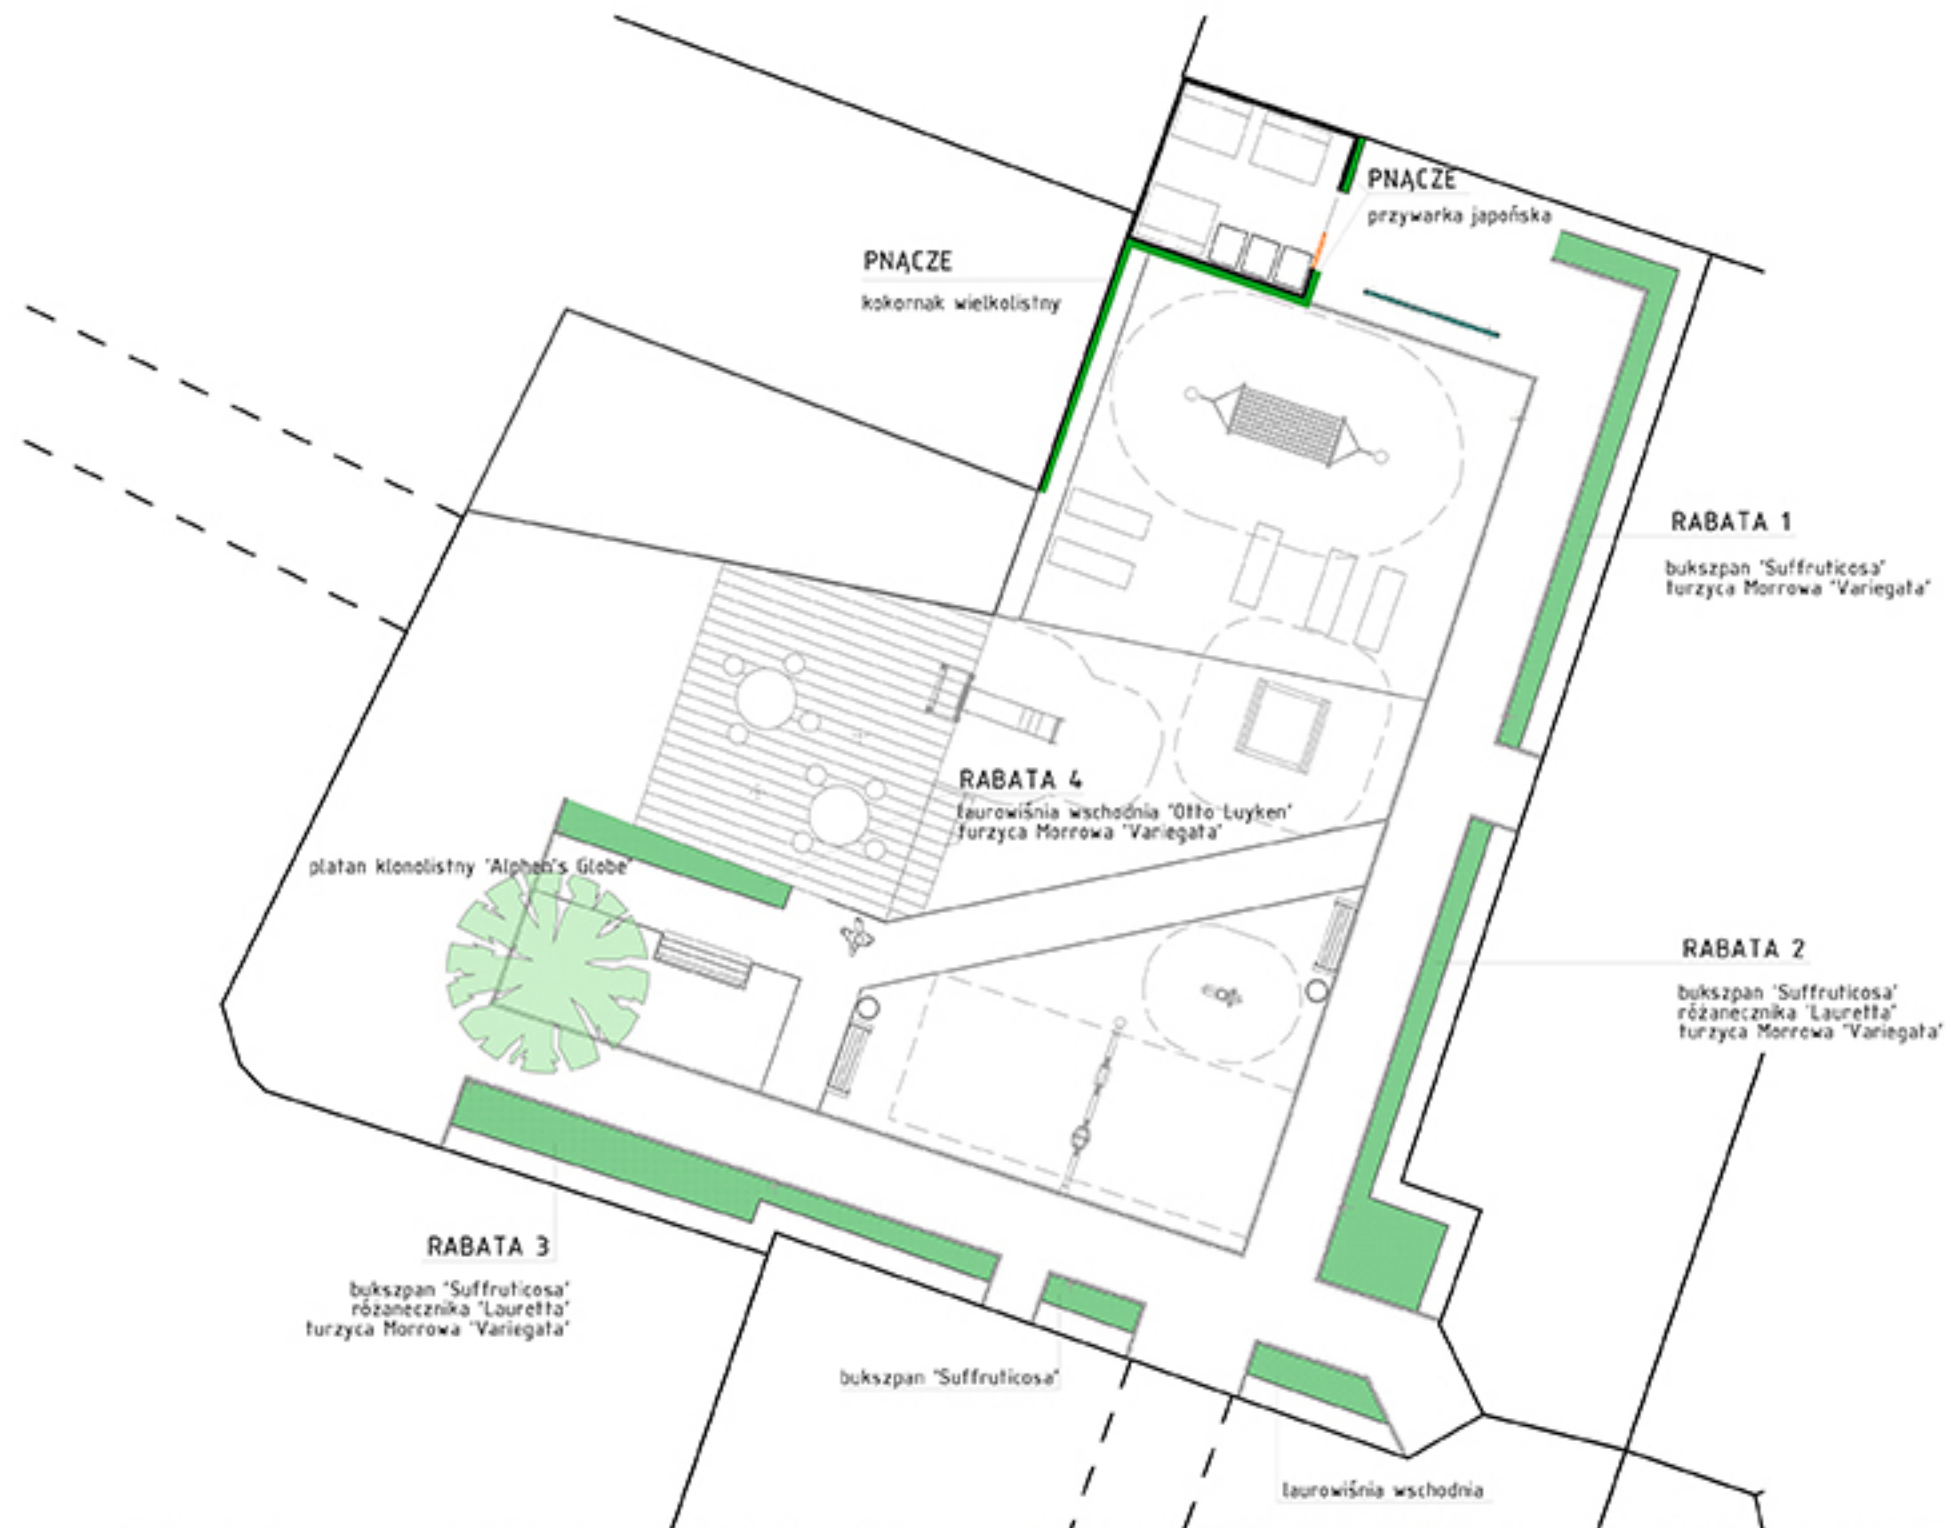 PNĄCZE
przywarka japońska
PNĄCZE
kokornak wielkolistny
RABATA 1
bukszpan "Suffruticosa"
turzyca Morrowa "Variegata"
RABATA 4
laurowiśnia wschodnia "Otto Luyken"
turzyca Morrowa "Variegata"
platan klonolistny "Alphen's Globe"
RABATA 2
bukszpan "Suffruticosa"
różanecznika "Lauretta"
turzyca Morrowa "Variegata"
RABATA 3
bukszpan "Suffruticosa"
różanecznika "Lauretta"
turzyca Morrowa "Variegata"
bukszpan "Suffruticosa"
laurowiśnia wschodnia